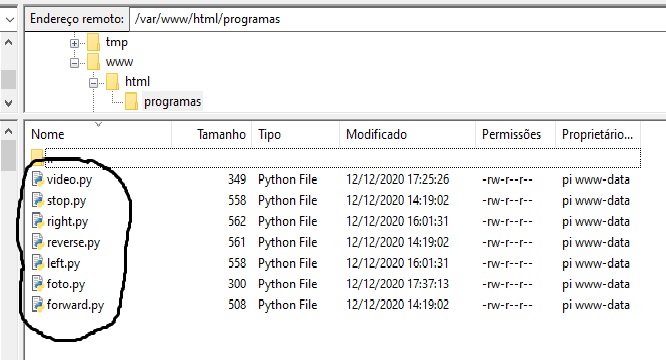 Endereço remoto: /var/www/html/programas
tmp
www
html
programas
Nome Tamanho Tipo Modificado Permissões Proprietário...
..
video.py 349 Python File 12/12/2020 17:25:26 -rw-r--r-- pi www-data
stop.py 558 Python File 12/12/2020 14:19:02 -rw-r--r-- pi www-data
right.py 562 Python File 12/12/2020 16:01:31 -rw-r--r-- pi www-data
reverse.py 561 Python File 12/12/2020 14:19:02 -rw-r--r-- pi www-data
left.py 558 Python File 12/12/2020 16:01:31 -rw-r--r-- pi www-data
foto.py 300 Python File 12/12/2020 17:37:13 -rw-r--r-- pi www-data
forward.py 508 Python File 12/12/2020 14:19:02 -rw-r--r-- pi www-data